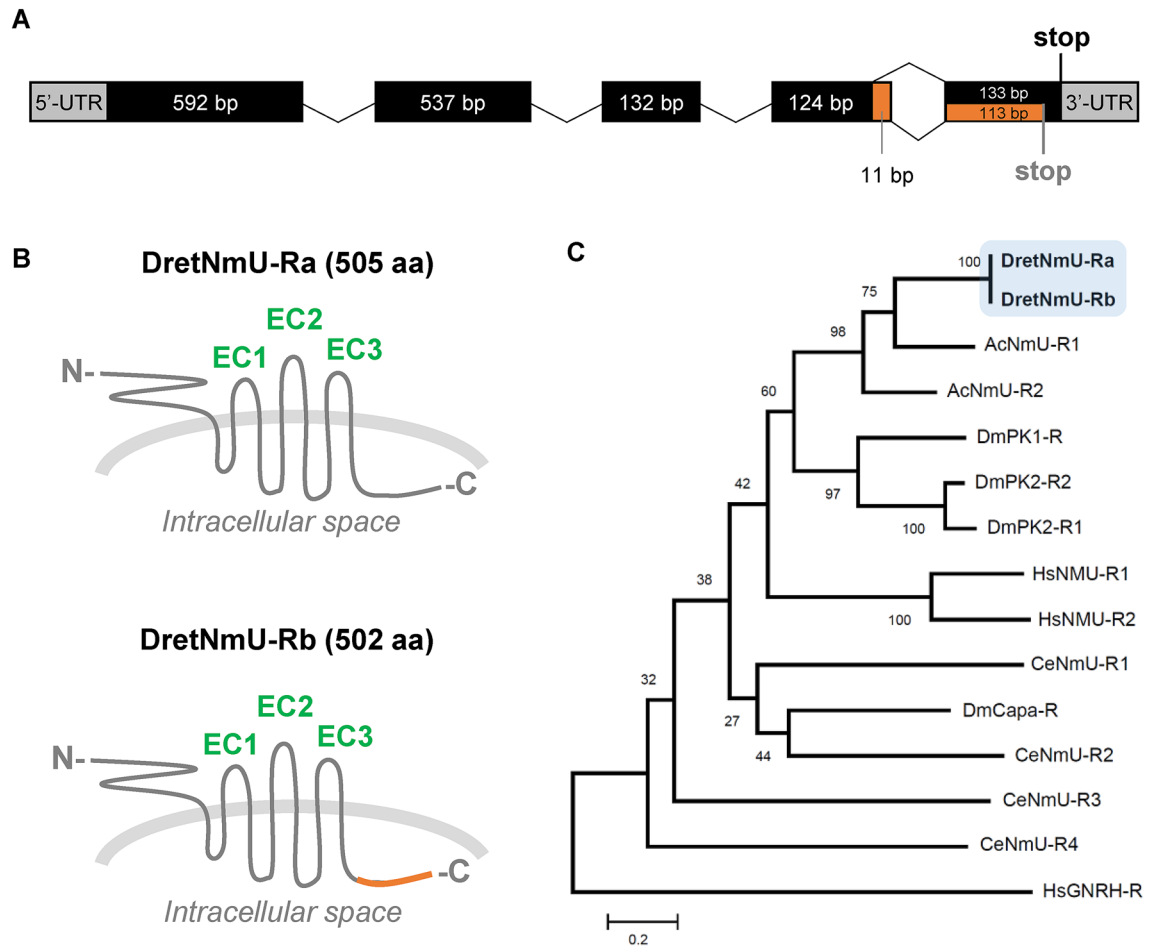 A
stop
5'-UTR
592 bp
537 bp
132 bp
124 bp
133 bp
113 bp
3'-UTR
11 bp
stop
B
DretNmU-Ra (505 aa)
EC2
EC1
EC3
N-
-C
Intracellular space
DretNmU-Rb (502 aa)
EC2
EC1
EC3
N-
-C
Intracellular space
C
100
DretNmU-Ra
DretNmU-Rb
75
AcNmU-R1
98
AcNmU-R2
60
DmPK1-R
DmPK2-R2
97
100
DmPK2-R1
42
HsNMU-R1
38
100
HsNMU-R2
CeNmU-R1
32
DmCapa-R
27
44
CeNmU-R2
CeNmU-R3
CeNmU-R4
HsGNRH-R
0.2